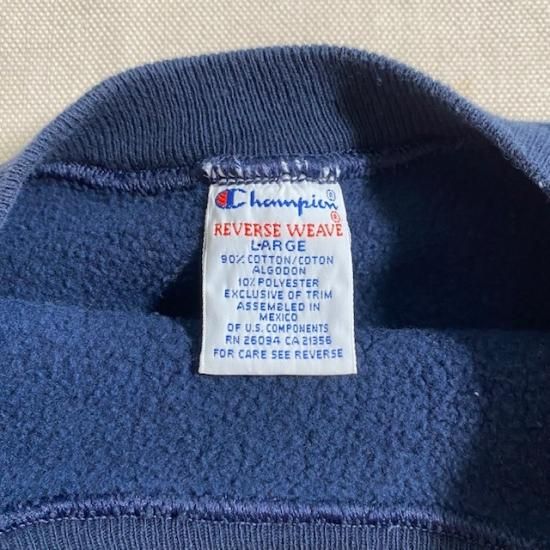 Champion®
REVERSE WEAVE®
LARGE
90% COTTON/COTON
ALGODON
10% POLYESTER
EXCLUSIVE OF TRIM
ASSEMBLED IN
MEXICO
OF U.S. COMPONENTS
RN 26094 CA 21356
FOR CARE SEE REVERSE